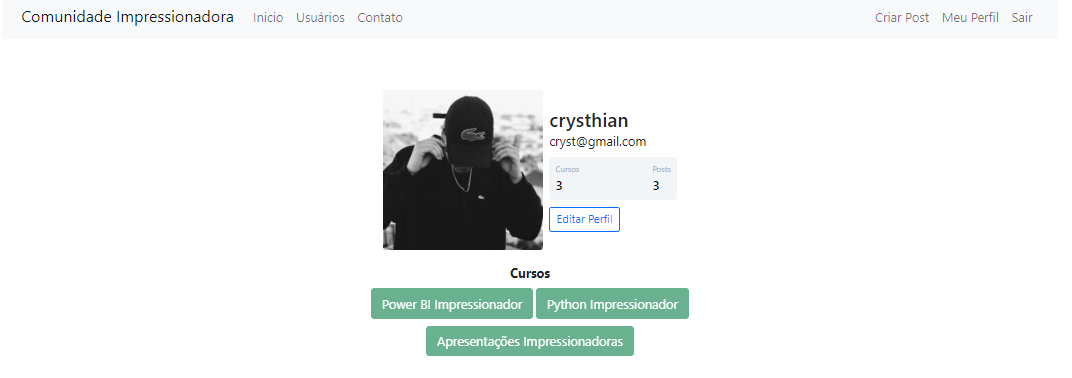 Comunidade Impressionadora Inicio Usuários Contato Criar Post Meu Perfil Sair
crysthian
cryst@gmail.com
Cursos Posts
3 3
Editar Perfil
Cursos
Power BI Impressionador Python Impressionador
Apresentações Impressionadoras